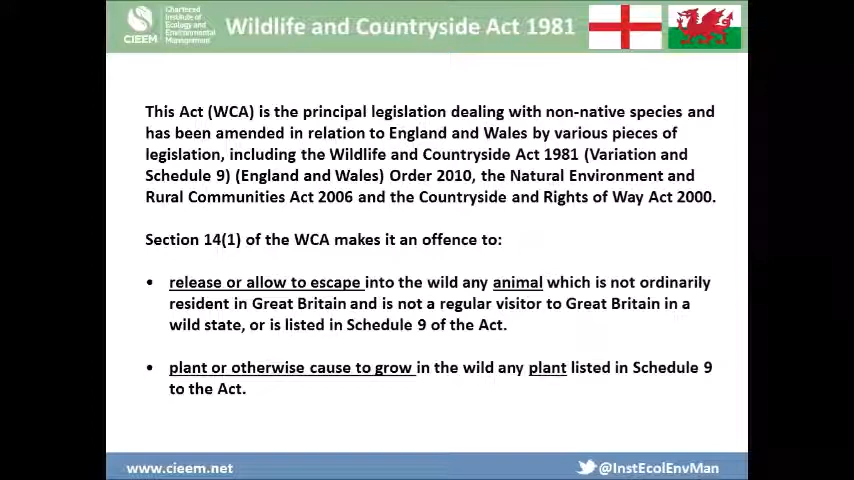 CIEEM
Chartered
Institute of
Ecology and
Environmental
Management
Wildlife and Countryside Act 1981
This Act (WCA) is the principal legislation dealing with non-native species and
has been amended in relation to England and Wales by various pieces of
legislation, including the Wildlife and Countryside Act 1981 (Variation and
Schedule 9) (England and Wales) Order 2010, the Natural Environment and
Rural Communities Act 2006 and the Countryside and Rights of Way Act 2000.
Section 14(1) of the WCA makes it an offence to:
• release or allow to escape into the wild any animal which is not ordinarily
resident in Great Britain and is not a regular visitor to Great Britain in a
wild state, or is listed in Schedule 9 of the Act.
• plant or otherwise cause to grow in the wild any plant listed in Schedule 9
to the Act.
www.cieem.net
@InstEcolEnvMan